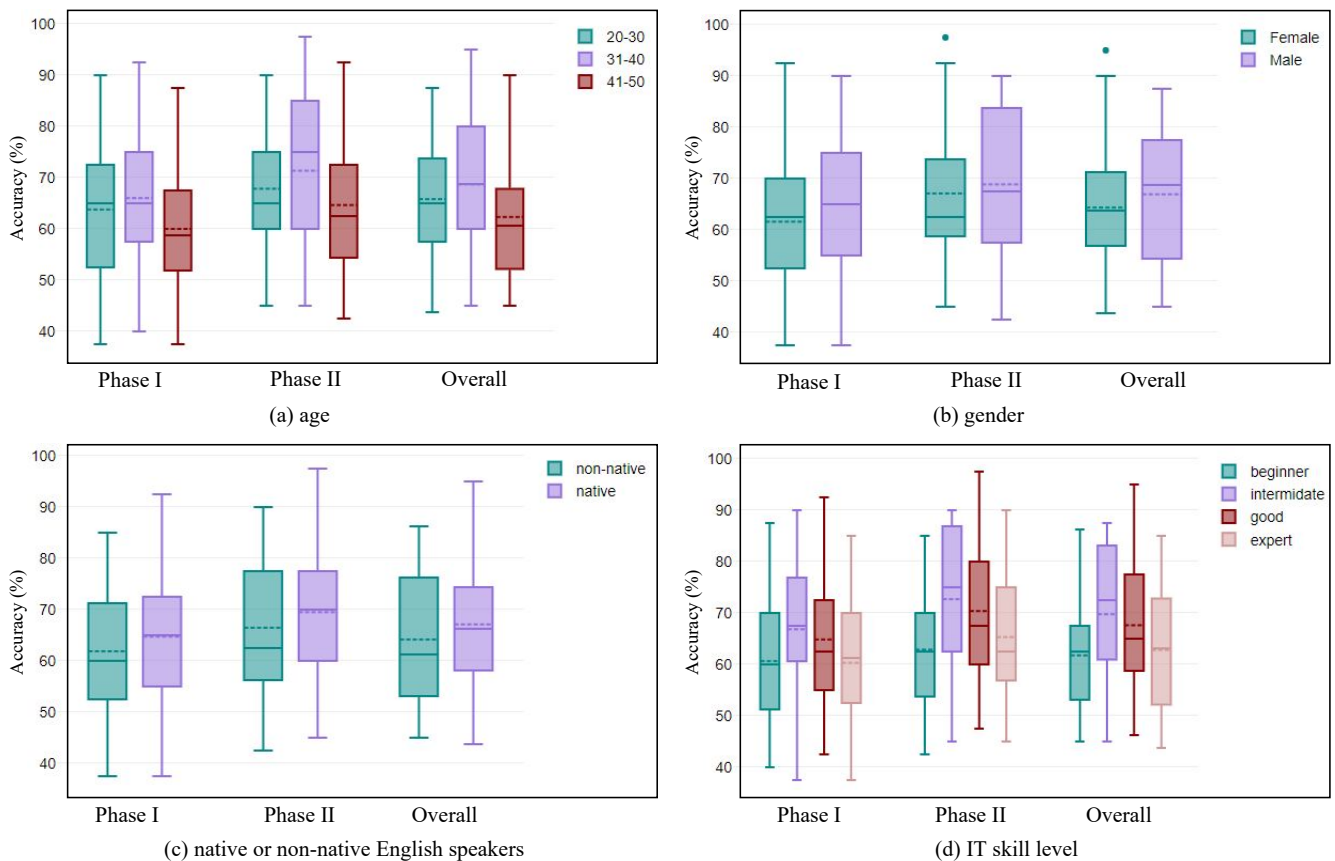 100
90
80
70
60
50
40
Accuracy (%)
20-30
31-40
41-50
Phase I
Phase II
Overall
(a) age
100
90
80
70
60
50
40
Accuracy (%)
Female
Male
Phase I
Phase II
Overall
(b) gender
100
90
80
70
60
50
40
Accuracy (%)
non-native
native
Phase I
Phase II
Overall
(c) native or non-native English speakers
100
90
80
70
60
50
40
Accuracy (%)
beginner
intermidate
good
expert
Phase I
Phase II
Overall
(d) IT skill level